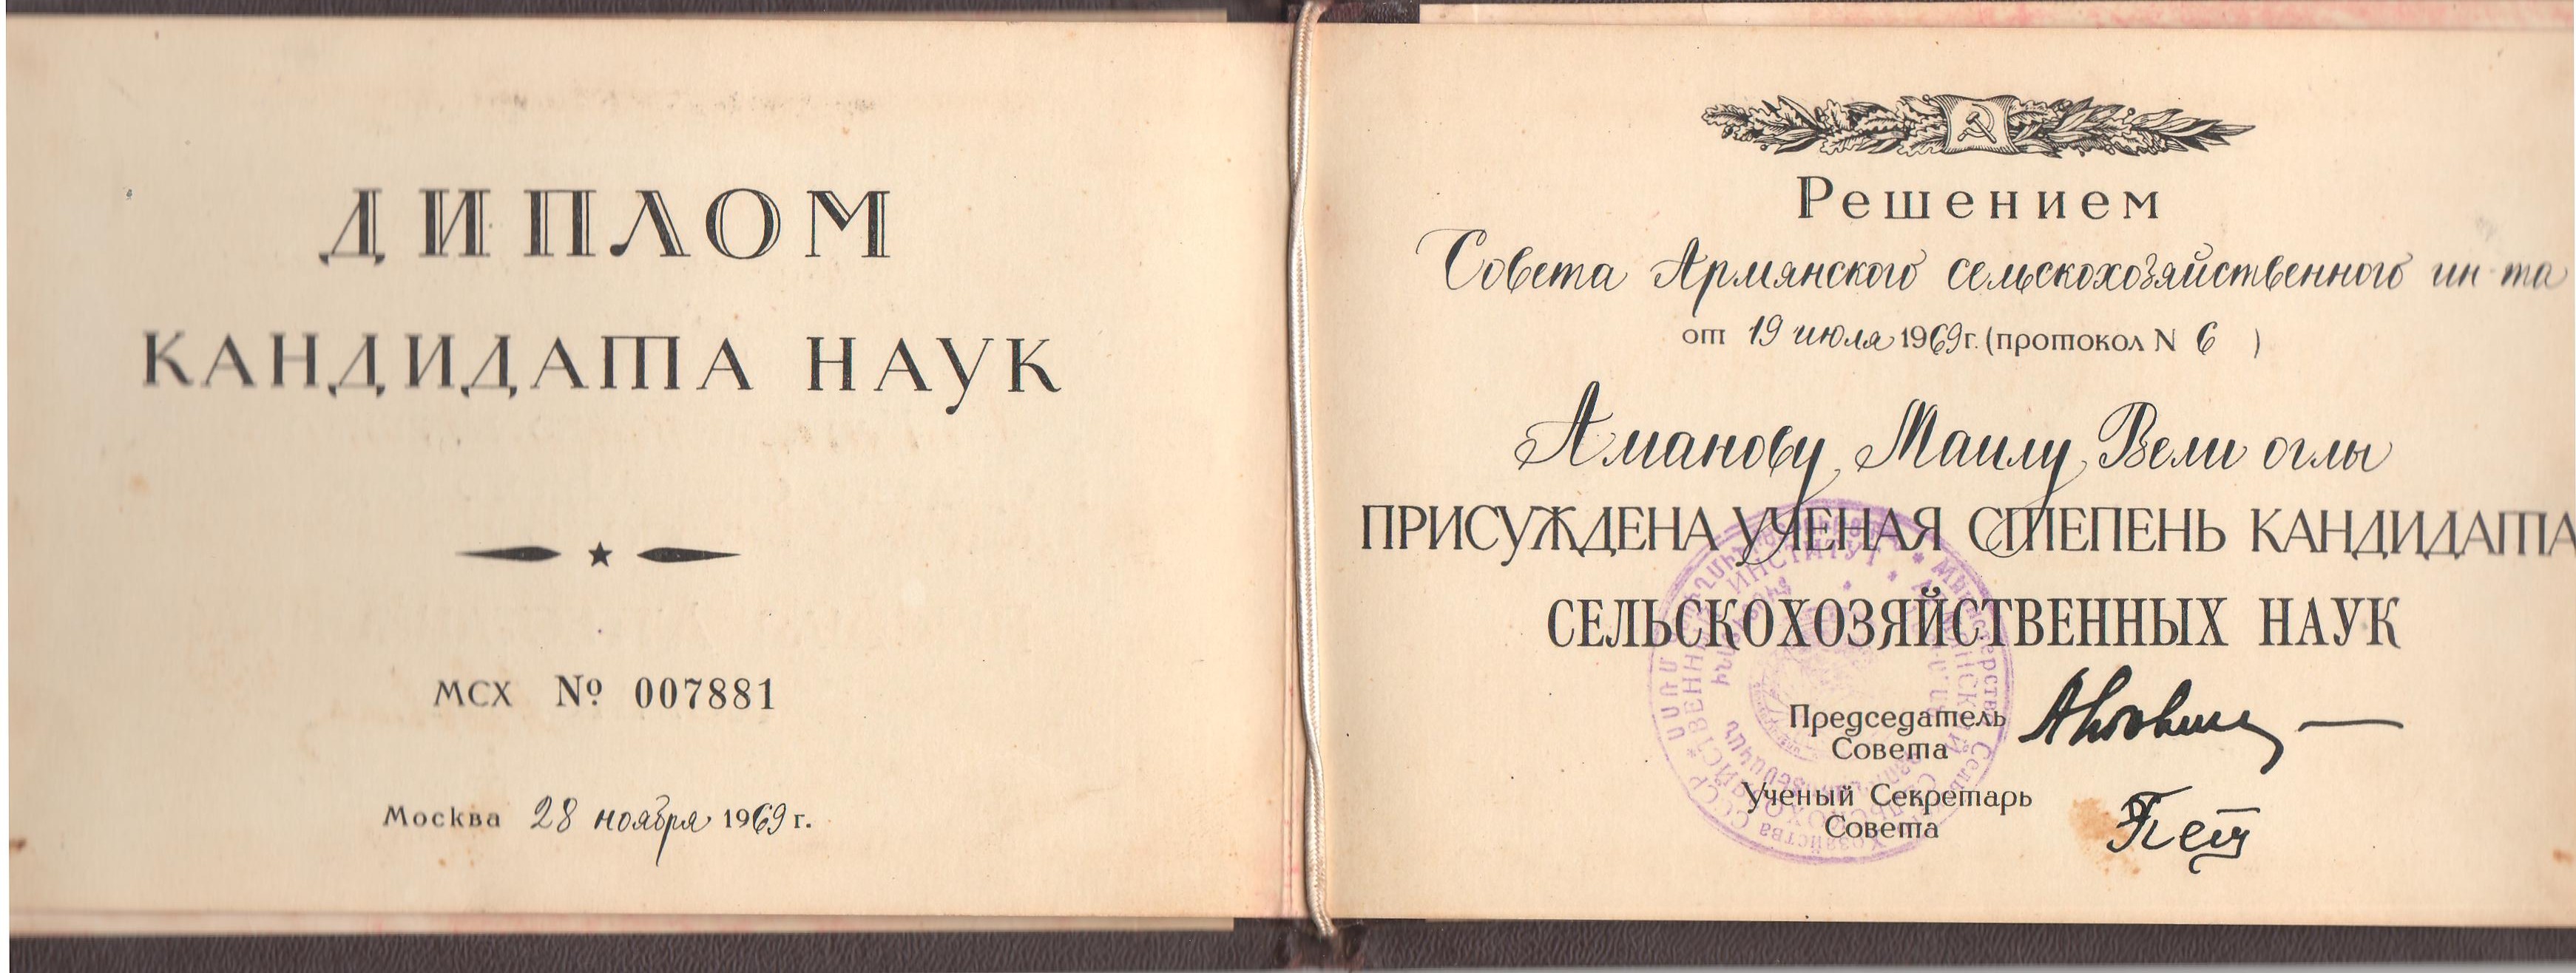 ДИПЛОМ
КАНДИДАТА НАУК
МСХ № 007881
Москва 28 ноября 1969 г.
Решением
Совета Армянского сельскохозяйственного ин-та
от 19 июля 1969 г. (протокол N 6 )
Аманову Маилу Вели оглы
ПРИСУЖДЕНА УЧЕНАЯ СТЕПЕНЬ КАНДИДАТА
СЕЛЬСКОХОЗЯЙСТВЕННЫХ НАУК
Председатель
Совета
Ученый Секретарь
Совета